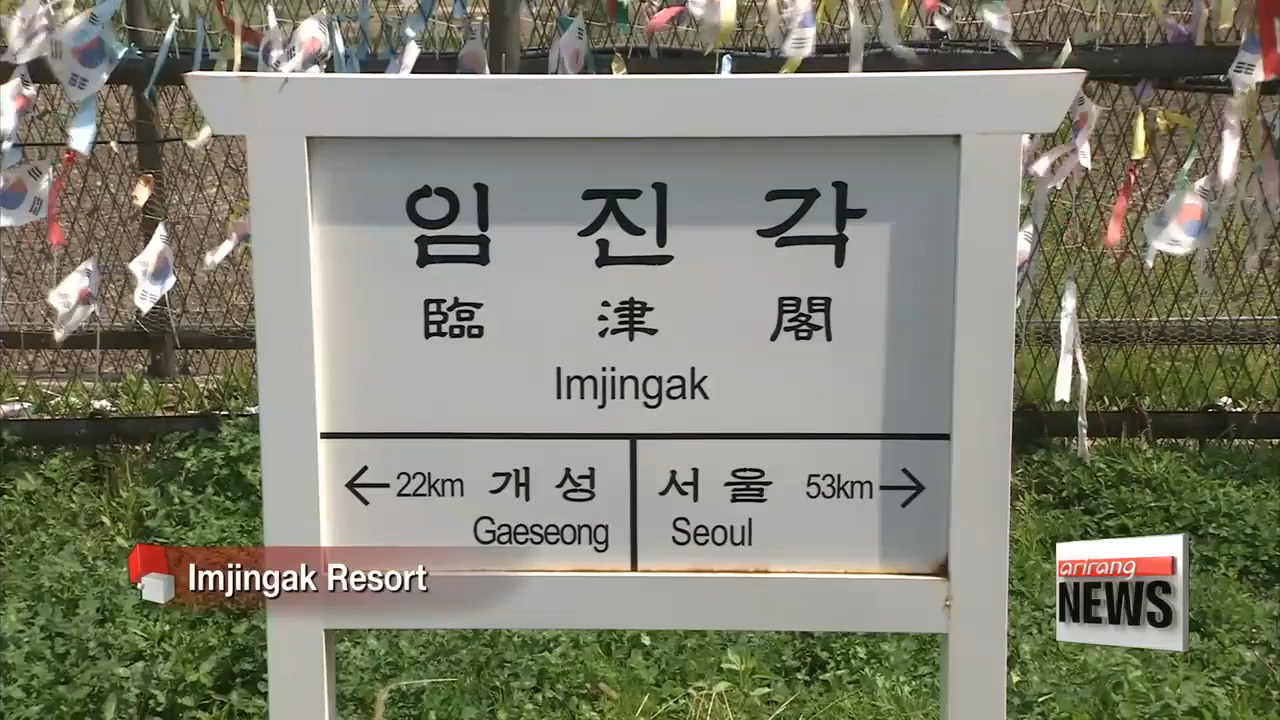 임 진 각
臨 津 閣
Imjingak
←22km 개 성
Gaeseong
서 울 53km→
Seoul
Imjingak Resort
arirang
NEWS